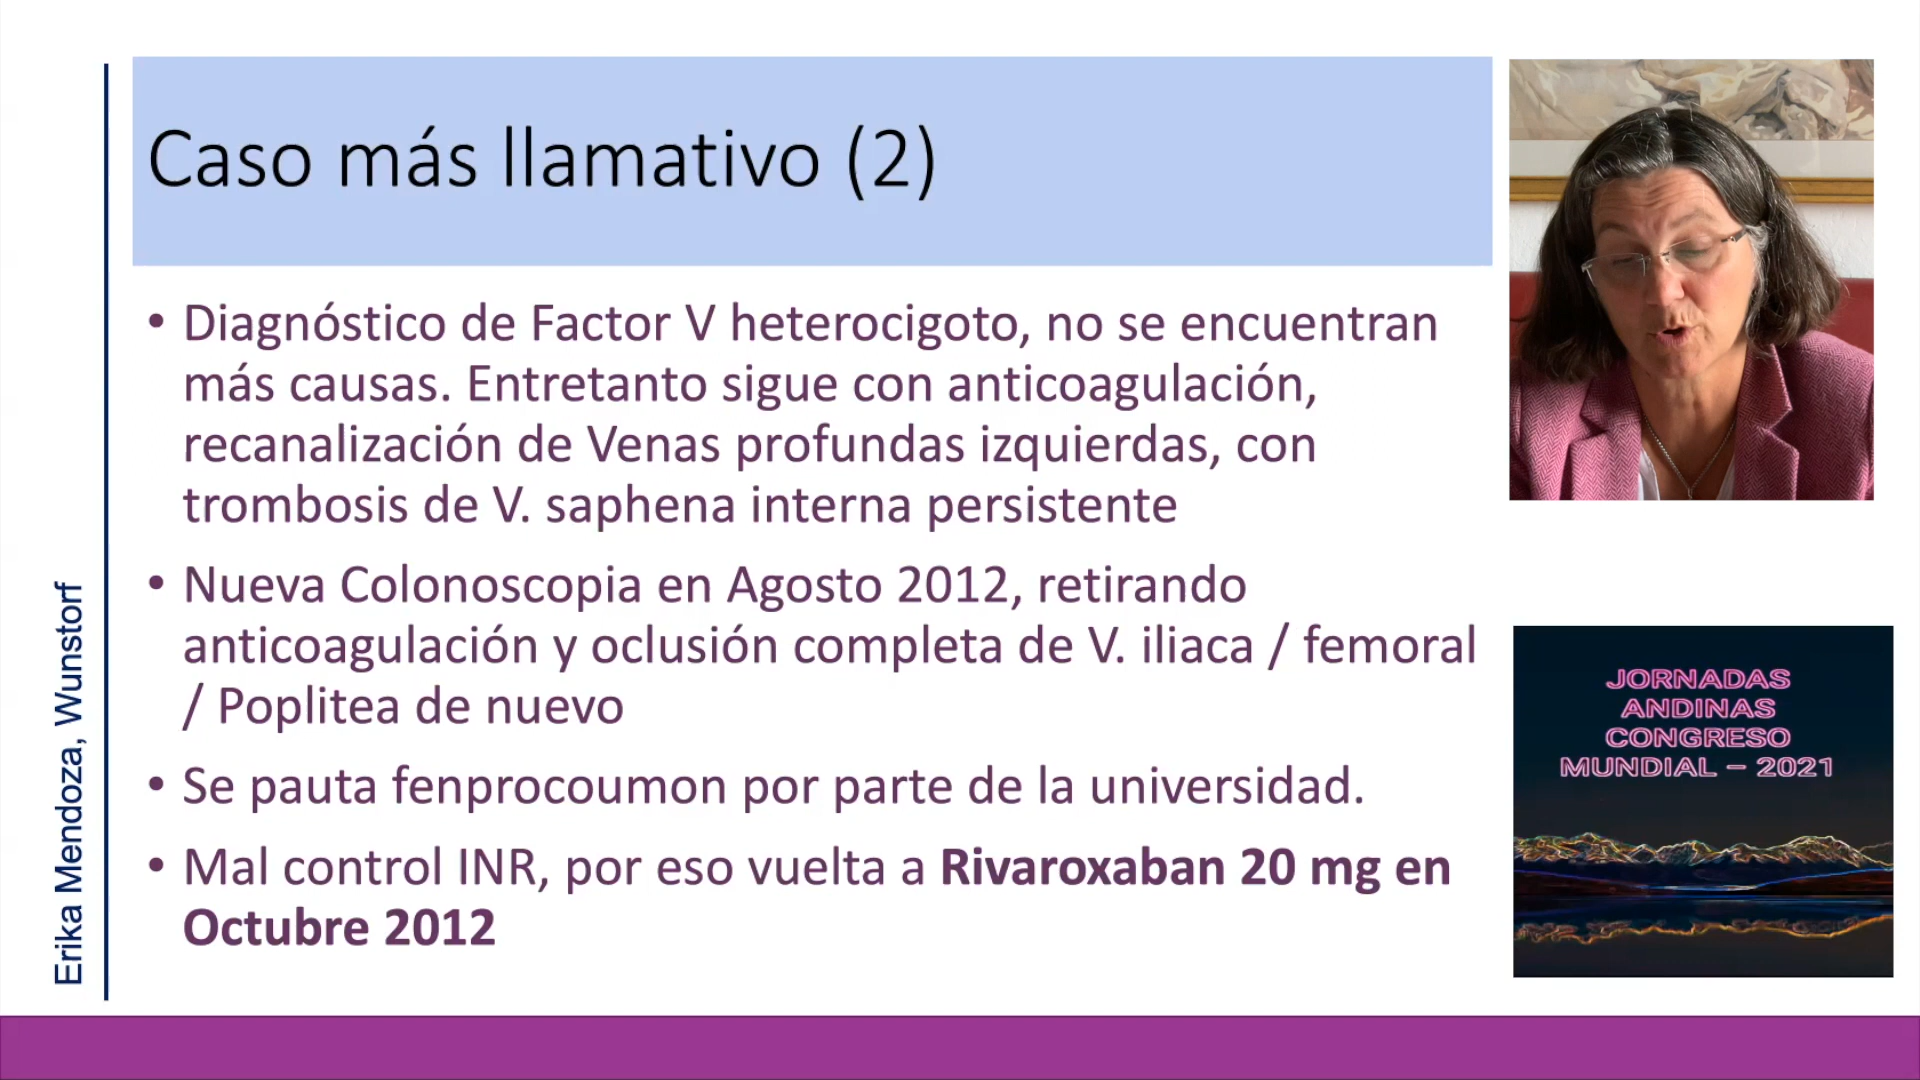 Caso más llamativo (2)
• Diagnóstico de Factor V heterocigoto, no se encuentran
más causas. Entretanto sigue con anticoagulación,
recanalización de Venas profundas izquierdas, con
trombosis de V. saphena interna persistente
• Nueva Colonoscopia en Agosto 2012, retirando
anticoagulación y oclusión completa de V. iliaca / femoral
/ Poplitea de nuevo
• Se pauta fenprocoumon por parte de la universidad.
• Mal control INR, por eso vuelta a Rivaroxaban 20 mg en
Octubre 2012
Erika Mendoza, Wunstorf
JORNADAS
ANDINAS
CONGRESO
MUNDIAL – 2021